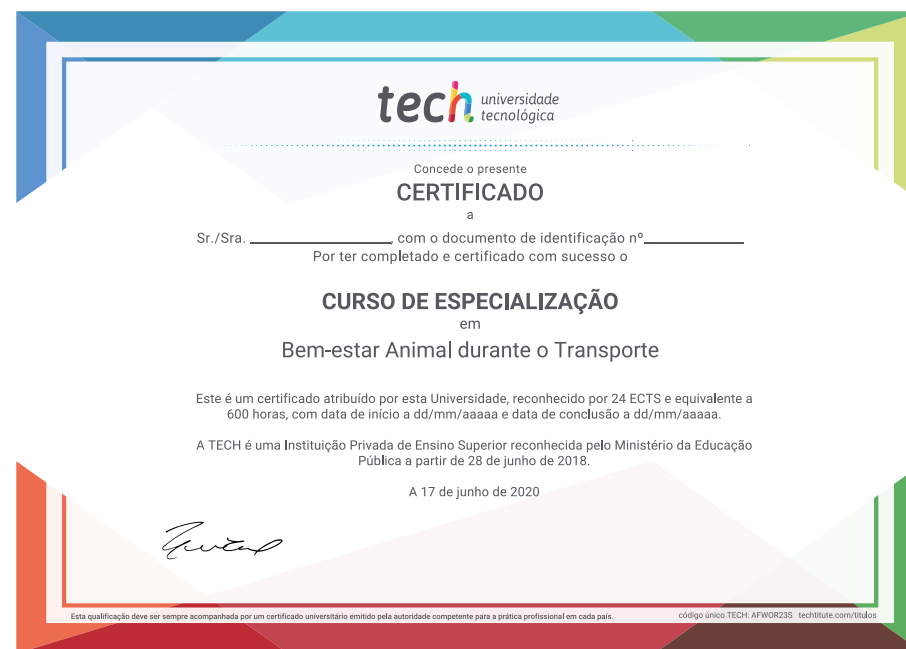 tech universidade
tecnológica
Concede o presente
CERTIFICADO
a
Sr./Sra. ____________________, com o documento de identificação nº______________
Por ter completado e certificado com sucesso o
CURSO DE ESPECIALIZAÇÃO
em
Bem-estar Animal durante o Transporte
Este é um certificado atribuído por esta Universidade, reconhecido por 24 ECTS e equivalente a
600 horas, com data de início a dd/mm/aaaaa e data de conclusão a dd/mm/aaaaa.
A TECH é uma Instituição Privada de Ensino Superior reconhecida pelo Ministério da Educação
Pública a partir de 28 de junho de 2018.
A 17 de junho de 2020
Esta qualificação deve ser sempre acompanhada por um certificado universitário emitido pela autoridade competente para a prática profissional em cada país.
código único TECH: AFWOR23S techtitute.com/titulos